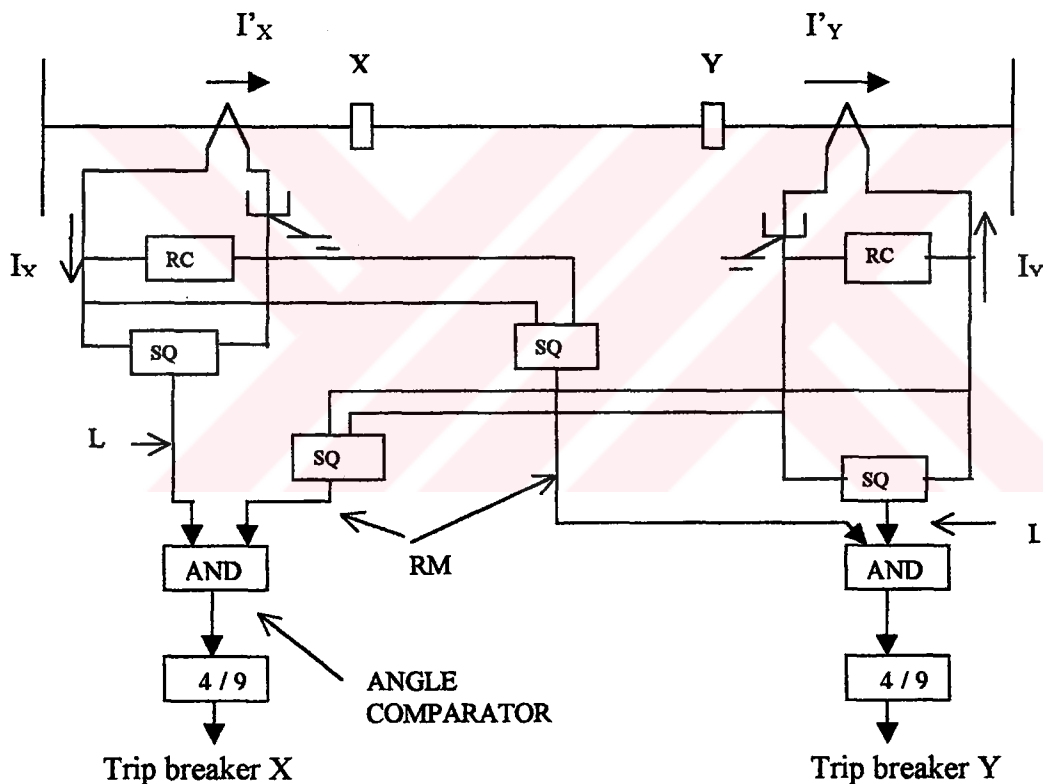 I'X
I'Y
X
Y
RC
RC
IX
IY
SQ
SQ
L
SQ
SQ
L
RM
AND
AND
4 / 9
4 / 9
ANGLE
COMPARATOR
Trip breaker X
Trip breaker Y